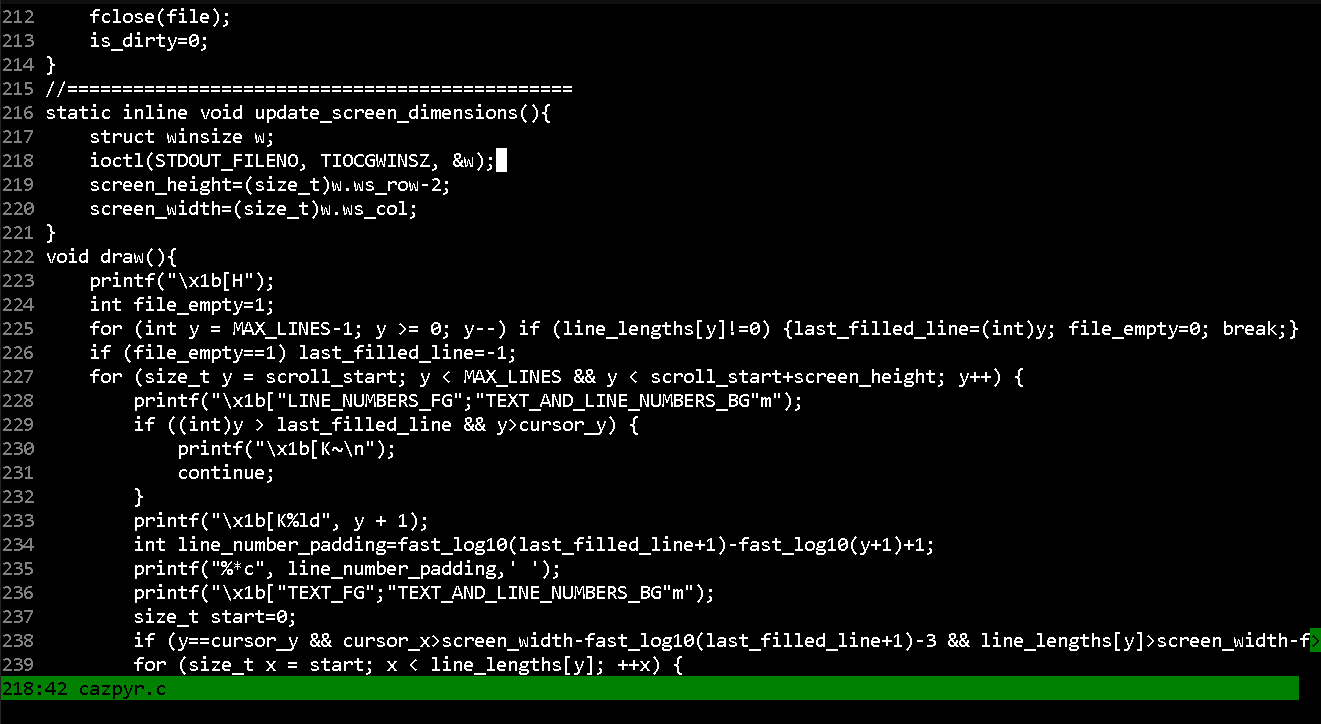 212     fclose(file);
213     is_dirty=0;
214 }
215 //==============================================
216 static inline void update_screen_dimensions(){
217     struct winsize w;
218     ioctl(STDOUT_FILENO, TIOCGWINSZ, &w);
219     screen_height=(size_t)w.ws_row-2;
220     screen_width=(size_t)w.ws_col;
221 }
222 void draw(){
223     printf("\x1b[H");
224     int file_empty=1;
225     for (int y = MAX_LINES-1; y >= 0; y--) if (line_lengths[y]!=0) {last_filled_line=(int)y; file_empty=0; break;}
226     if (file_empty==1) last_filled_line=-1;
227     for (size_t y = scroll_start; y < MAX_LINES && y < scroll_start+screen_height; y++) {
228         printf("\x1b["LINE_NUMBERS_FG";"TEXT_AND_LINE_NUMBERS_BG"m");
229         if ((int)y > last_filled_line && y>cursor_y) {
230             printf("\x1b[K~\n");
231             continue;
232         }
233         printf("\x1b[K%ld", y + 1);
234         int line_number_padding=fast_log10(last_filled_line+1)-fast_log10(y+1)+1;
235         printf("%*c", line_number_padding,' ');
236         printf("\x1b["TEXT_FG";"TEXT_AND_LINE_NUMBERS_BG"m");
237         size_t start=0;
238         if (y==cursor_y && cursor_x>screen_width-fast_log10(last_filled_line+1)-3 && line_lengths[y]>screen_width-f>
239         for (size_t x = start; x < line_lengths[y]; ++x) {
218:42 cazpyr.c